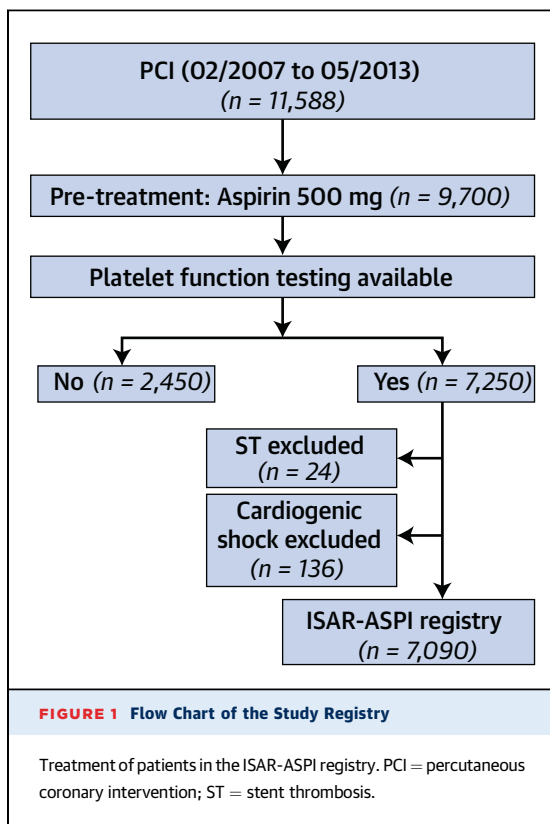 PCI (02/2007 to 05/2013)
(n = 11,588)
Pre-treatment: Aspirin 500 mg (n = 9,700)
Platelet function testing available
No (n = 2,450)
Yes (n = 7,250)
ST excluded
(n = 24)
Cardiogenic
shock excluded
(n = 136)
ISAR-ASPI registry
(n = 7,090)
FIGURE 1 Flow Chart of the Study Registry
Treatment of patients in the ISAR-ASPI registry. PCI = percutaneous
coronary intervention; ST = stent thrombosis.